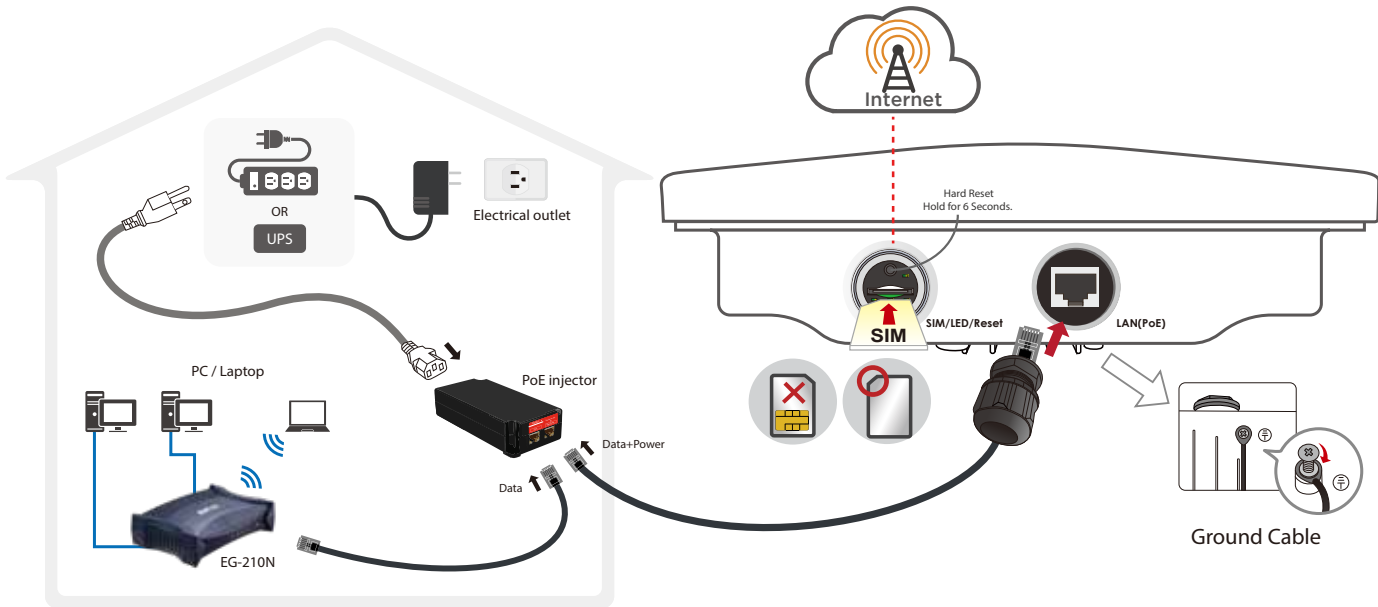 Internet
Hard Reset
Hold for 6 Seconds.
OR
UPS
Electrical outlet
SIM
SIM/LED/Reset
LAN(PoE)
PC / Laptop
PoE injector
Data+Power
Data
EG-210N
Ground Cable